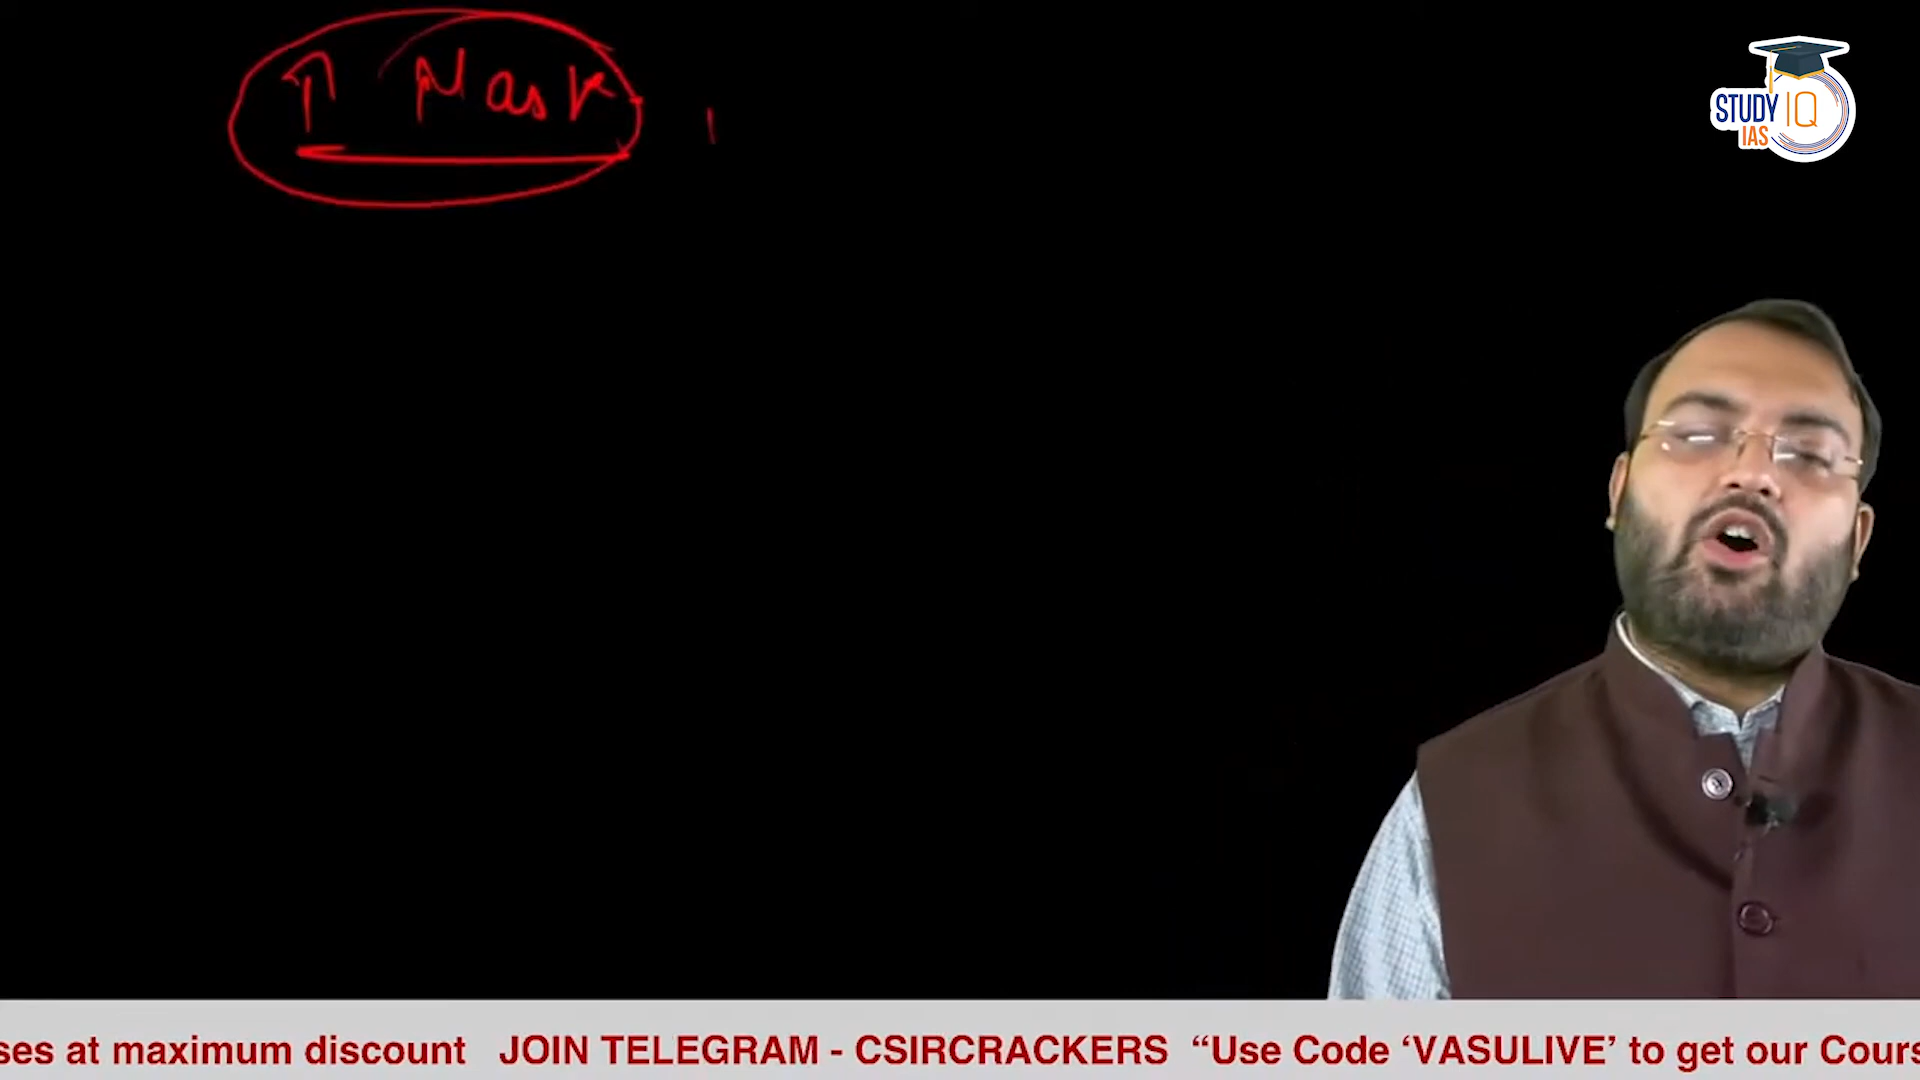 ↑ Mask
STUDY IQ
IAS
ses at maximum discount JOIN TELEGRAM - CSIRCRACKERS “Use Code ‘VASULIVE’ to get our Cours